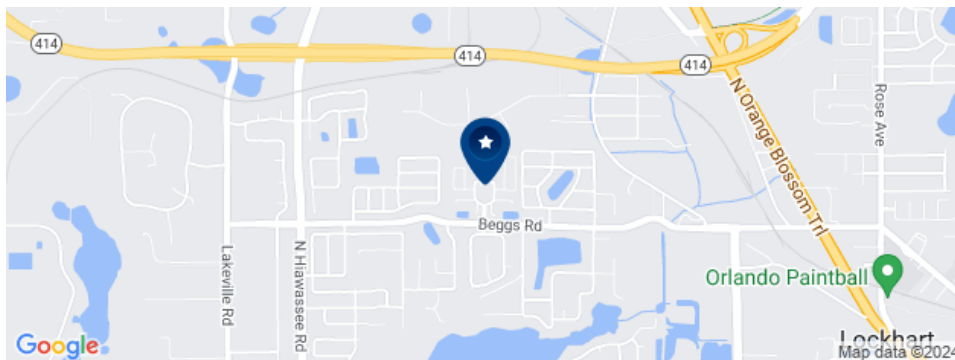 414
414
414
N Orange Blossom Trl
Rose Ave
Beggs Rd
Lakeville Rd
N Hiawassee Rd
Orlando Paintball
Lockhart
Google
Map data ©2024